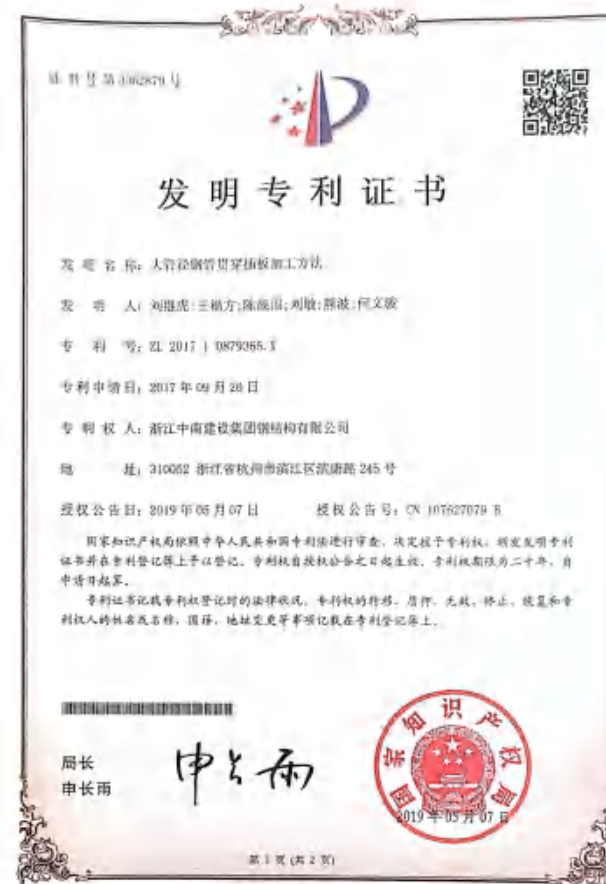 证书号第3362879号
发明专利证书
发明名称：大管径钢管贯穿插板加工方法
发明人：刘继虎;王楠方;刘敏;熊波;何文骏
专利号：ZL 2017 1 0879365.X
专利申请日：2017年09月26日
专利权人：浙江中南建设集团钢结构有限公司
地址：310052 浙江省杭州市滨江区滨康路245号
授权公告日：2019年05月07日 授权公告号：CN 107627079 B
国家知识产权局依照中华人民共和国专利法进行审查，决定授予专利权，颁发发明专利
证书并在专利登记簿上予以登记。专利权自授权公告之日起生效。专利权期限为二十年，自
申请日起算。
专利证书记载专利权登记时的法律状况。专利权的转移、质押、无效、终止、恢复和专
利权人的姓名或名称、国籍、地址变更等事项记载在专利登记簿上。
局长
申长雨
申长雨
国家知识产权局
2019年05月07日
第1页(共2页)